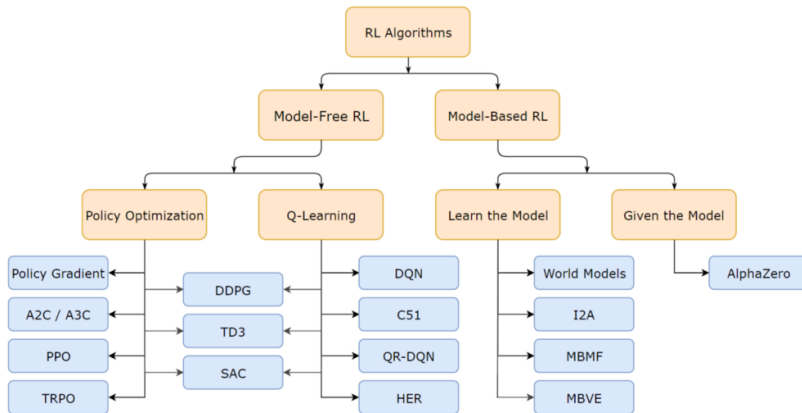 RL Algorithms
Model-Free RL
Model-Based RL
Policy Optimization
Q-Learning
Learn the Model
Given the Model
Policy Gradient
DDPG
DQN
World Models
AlphaZero
A2C / A3C
TD3
C51
I2A
PPO
SAC
QR-DQN
MBMF
TRPO
HER
MBVE